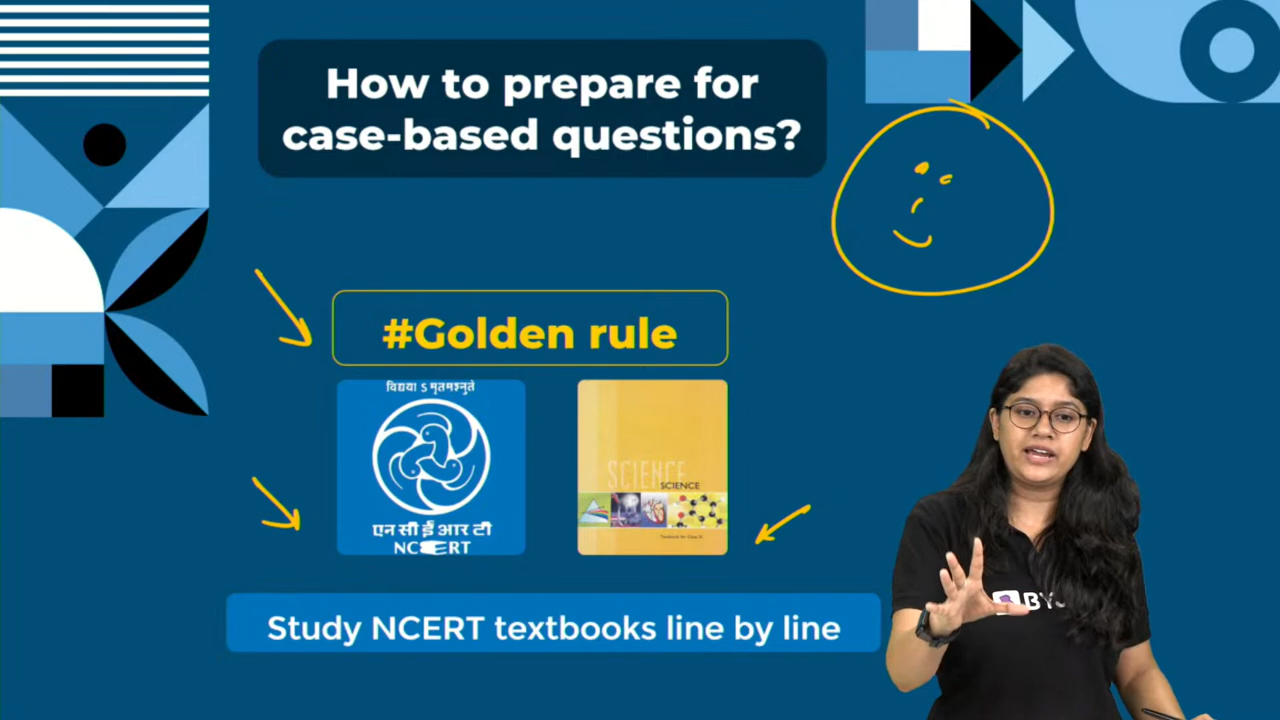 How to prepare for
case-based questions?
#Golden rule
विद्यया S मृतमश्नुते
एन सी ई आर टी
NCERT
SCIENCE
SCIENCE
Study NCERT textbooks line by line